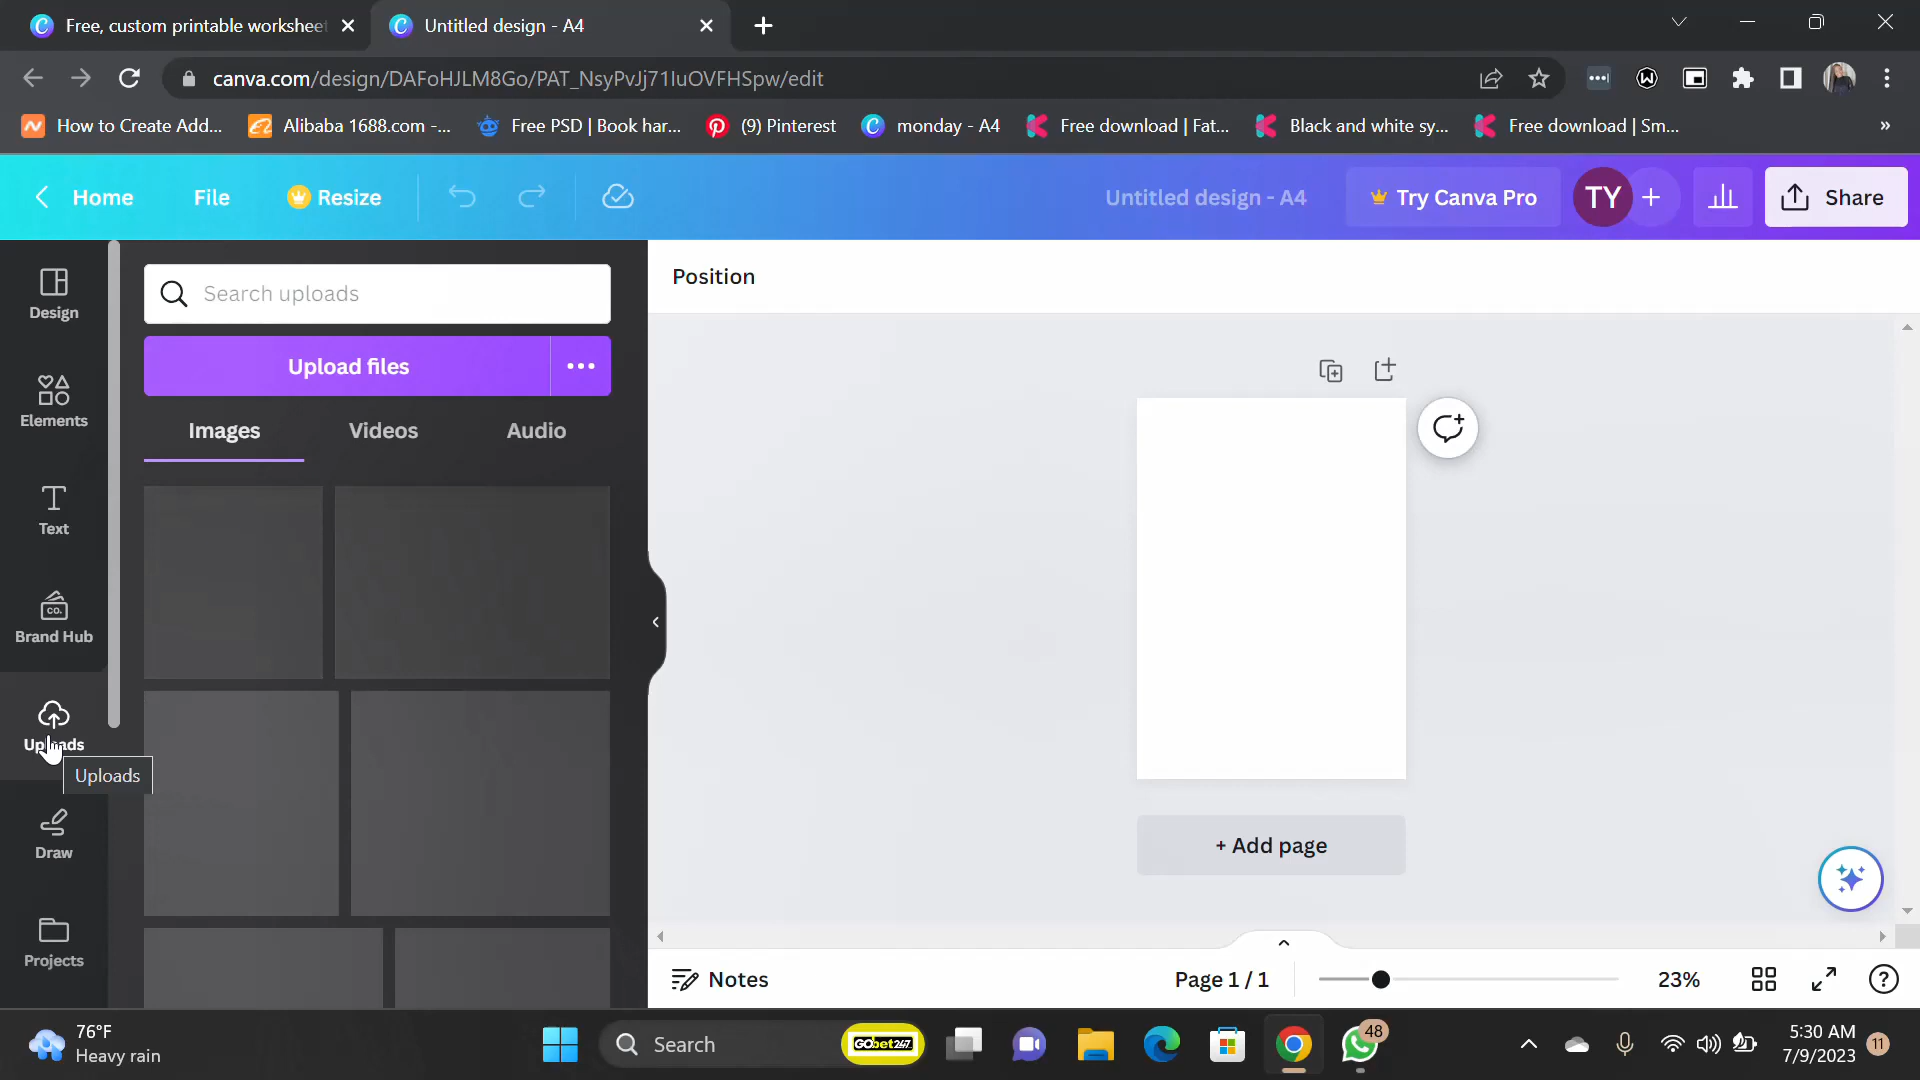 Free, custom printable workshee
Untitled design - A4
canva.com/design/DAFoHJLM8Go/PAT_NsyPvJj71IuOVFHSpw/edit
How to Create Add...
Alibaba 1688.com -...
Free PSD | Book har...
(9) Pinterest
monday - A4
Free download | Fat...
Black and white sy...
Free download | Sm...
»
Home
File
Resize
Untitled design - A4
Try Canva Pro
TY
+
Share
Design
Elements
Text
CO.
Brand Hub
Uploads
Uploads
Draw
Projects
Search uploads
Upload files
Images
Videos
Audio
Position
+ Add page
Notes
Page 1 / 1
23%
76°F
Heavy rain
Search
GObet247
48
5:30 AM
7/9/2023
11